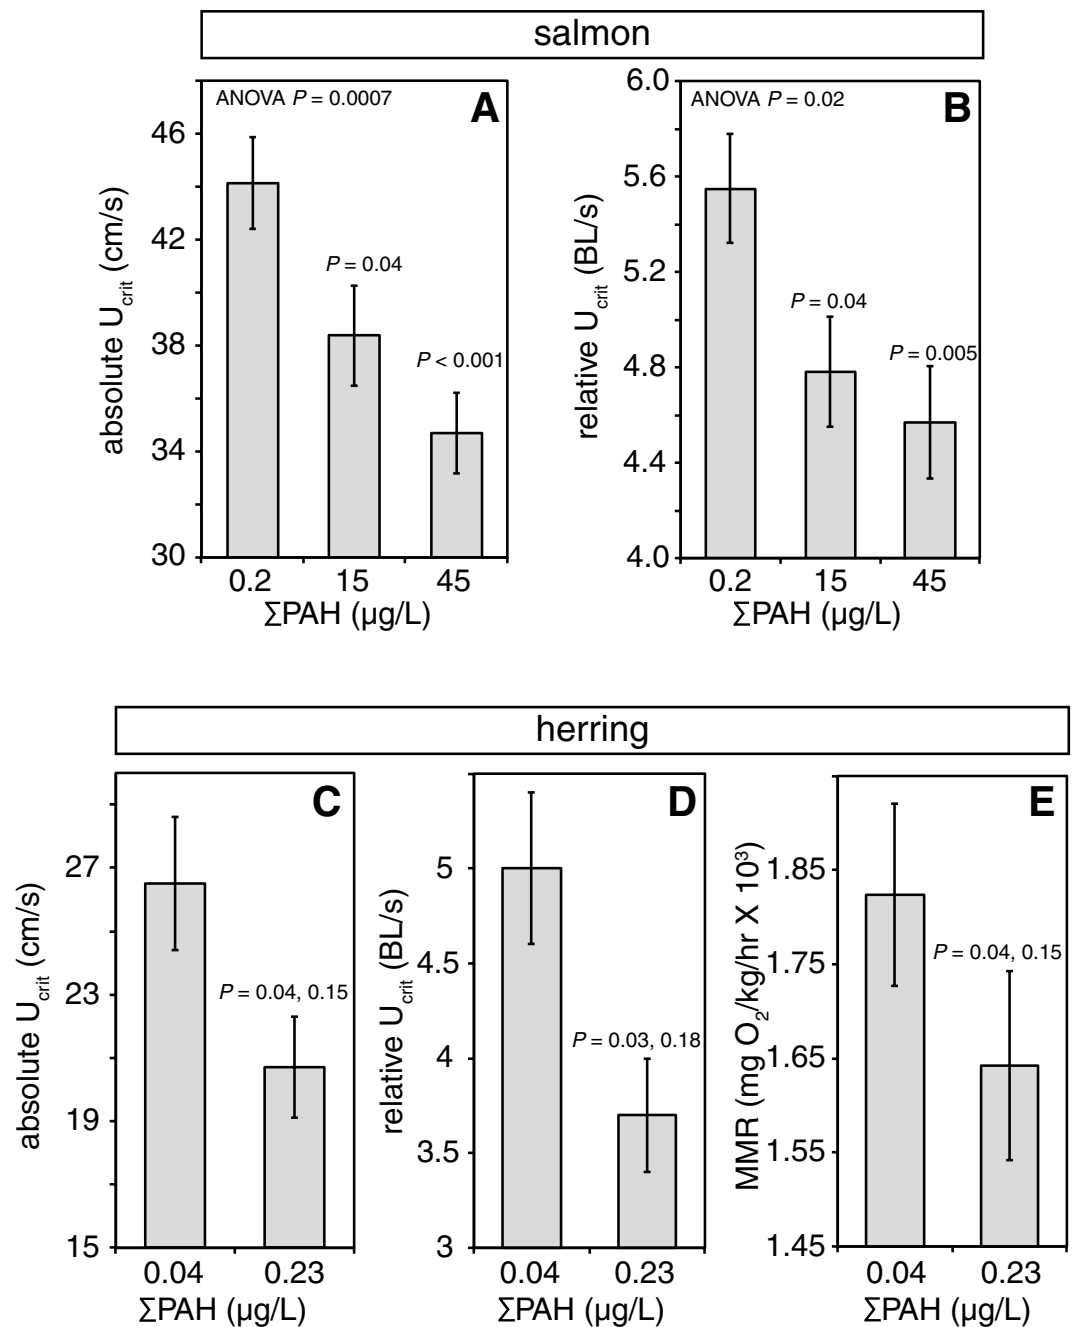 salmon
ANOVA P = 0.0007
A
absolute Ucrit (cm/s)
46
42
38
34
30
P = 0.04
P < 0.001
0.2 15 45
ΣPAH (µg/L)
ANOVA P = 0.02
B
relative Ucrit (BL/s)
6.0
5.6
5.2
4.8
4.4
4.0
P = 0.04
P = 0.005
0.2 15 45
ΣPAH (µg/L)
herring
C
absolute Ucrit (cm/s)
27
23
19
15
P = 0.04, 0.15
0.04 0.23
ΣPAH (µg/L)
D
relative Ucrit (BL/s)
5
4.5
4
3.5
3
P = 0.03, 0.18
0.04 0.23
ΣPAH (µg/L)
E
MMR (mg O2/kg/hr X 10³)
1.85
1.75
1.65
1.55
1.45
P = 0.04, 0.15
0.04 0.23
ΣPAH (µg/L)